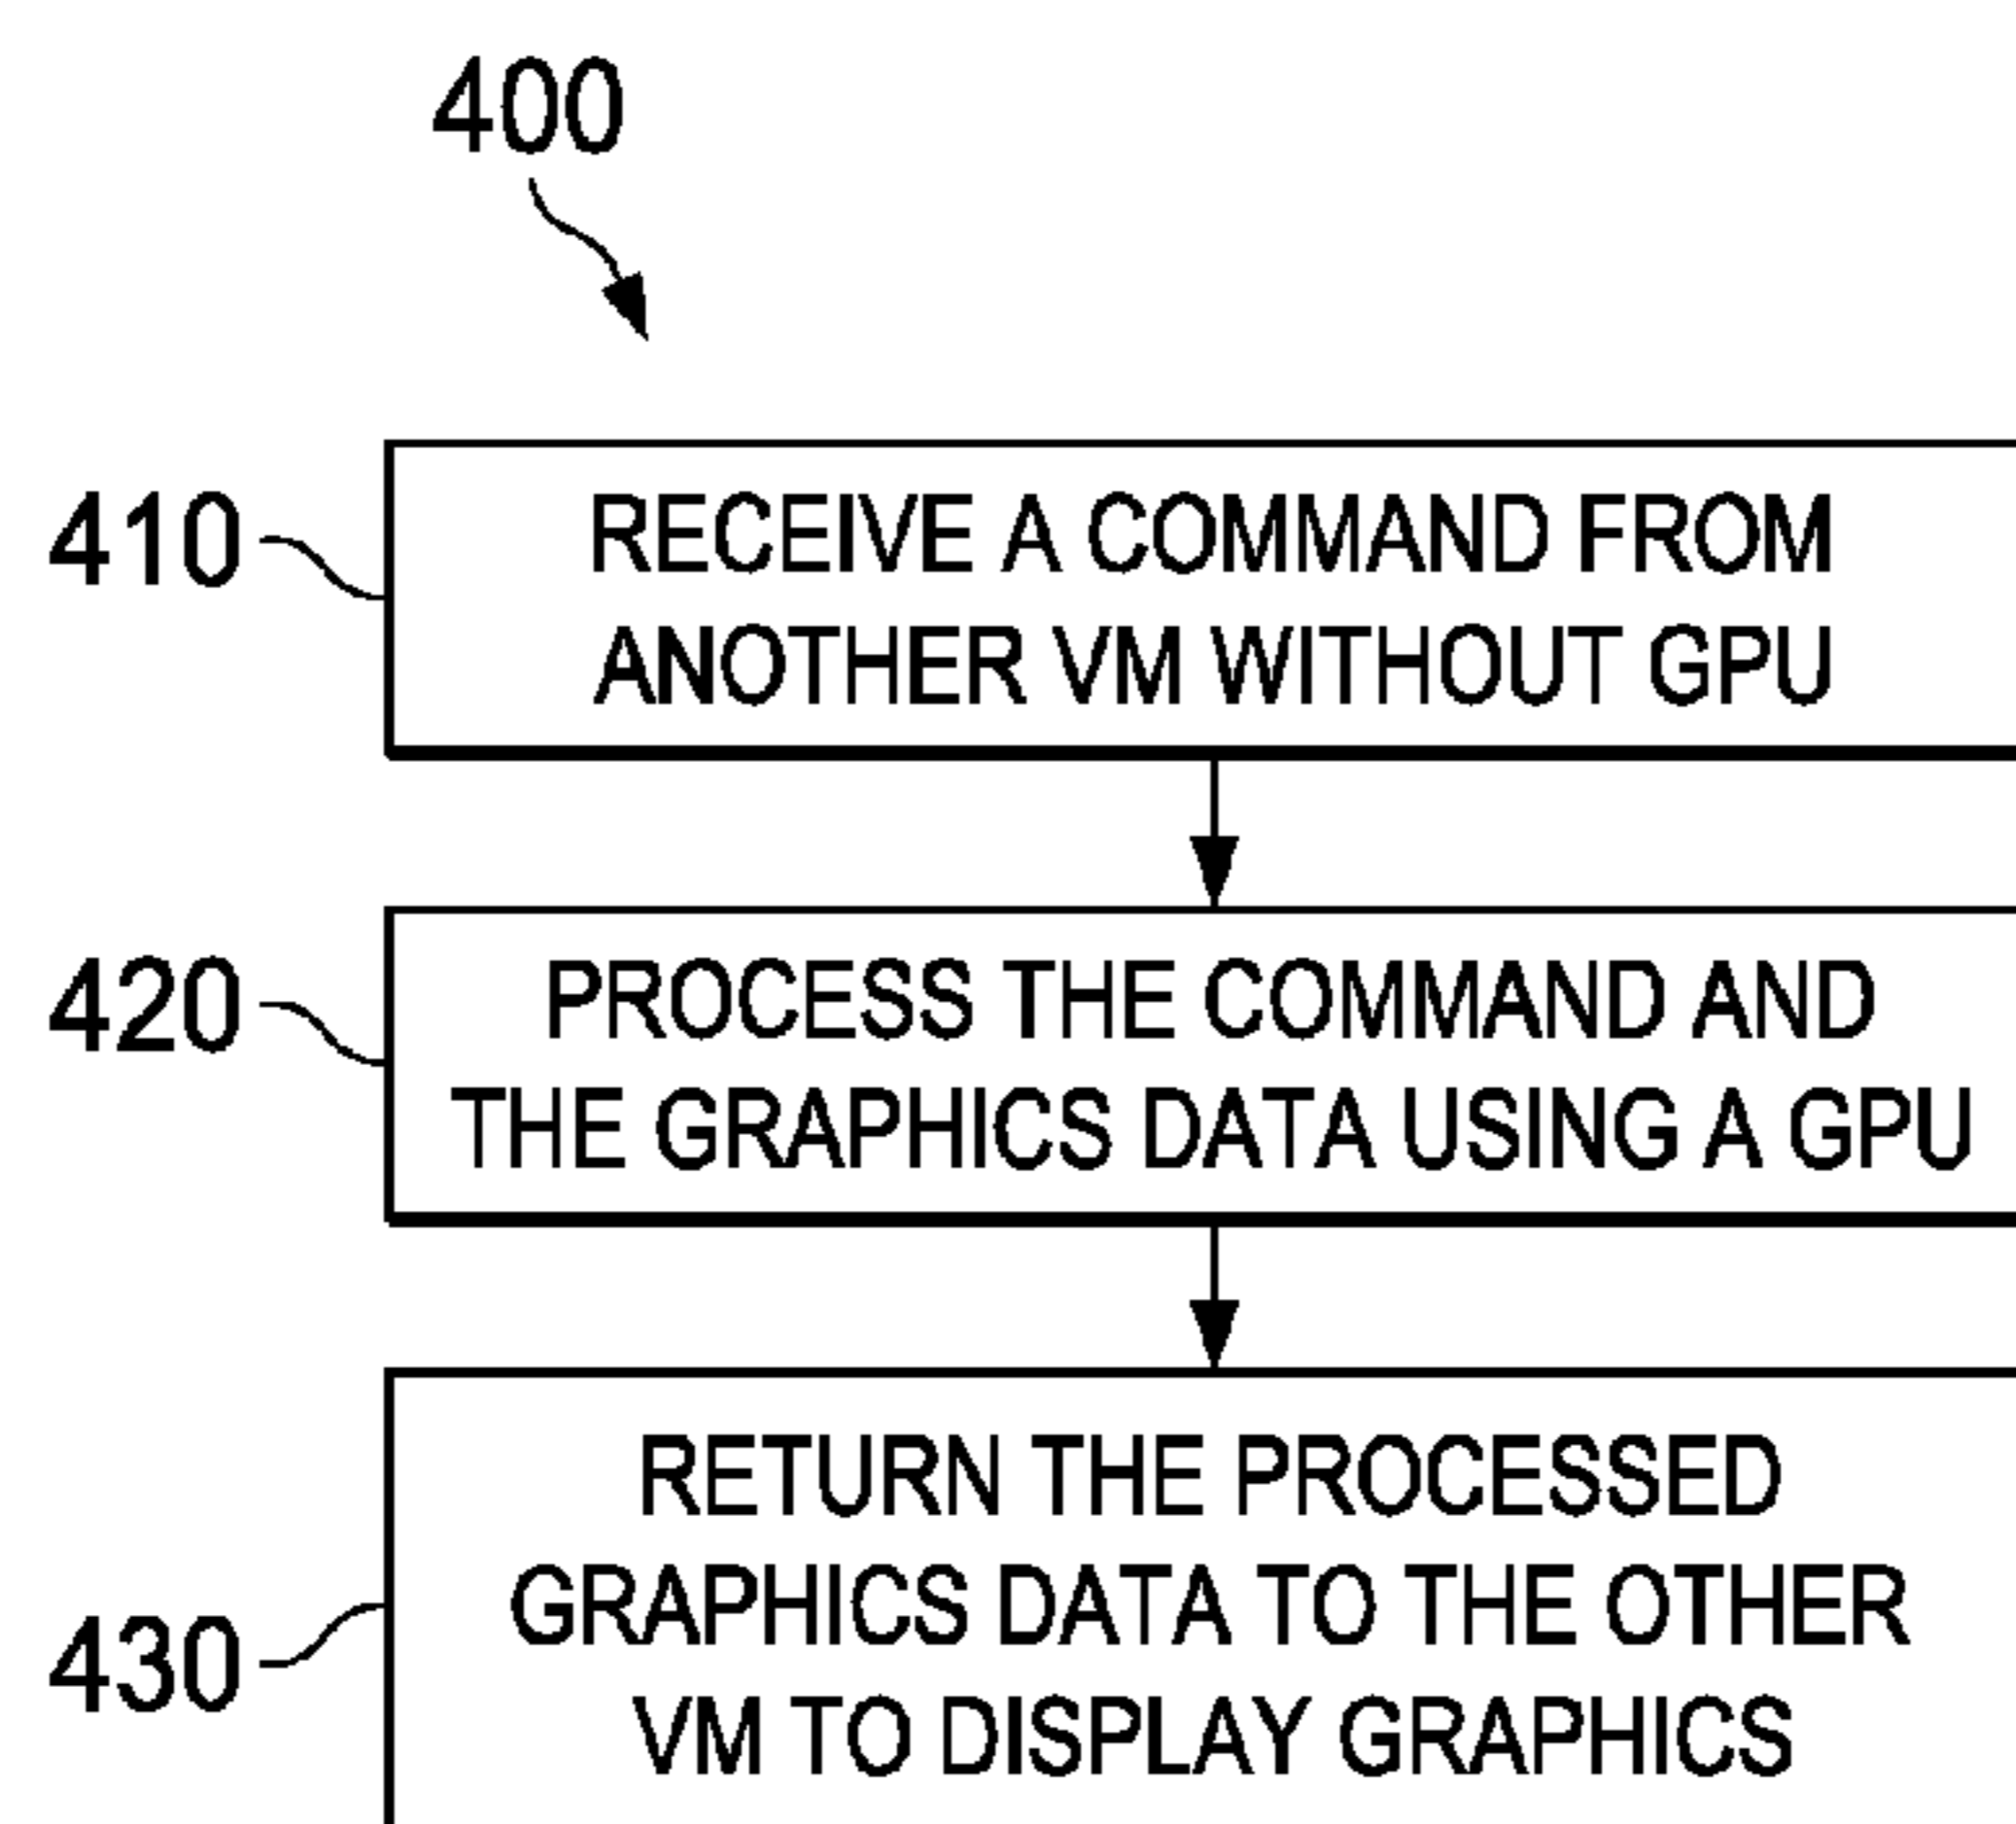 400
410
RECEIVE A COMMAND FROM
ANOTHER VM WITHOUT GPU
420
PROCESS THE COMMAND AND
THE GRAPHICS DATA USING A GPU
430
RETURN THE PROCESSED
GRAPHICS DATA TO THE OTHER
VM TO DISPLAY GRAPHICS